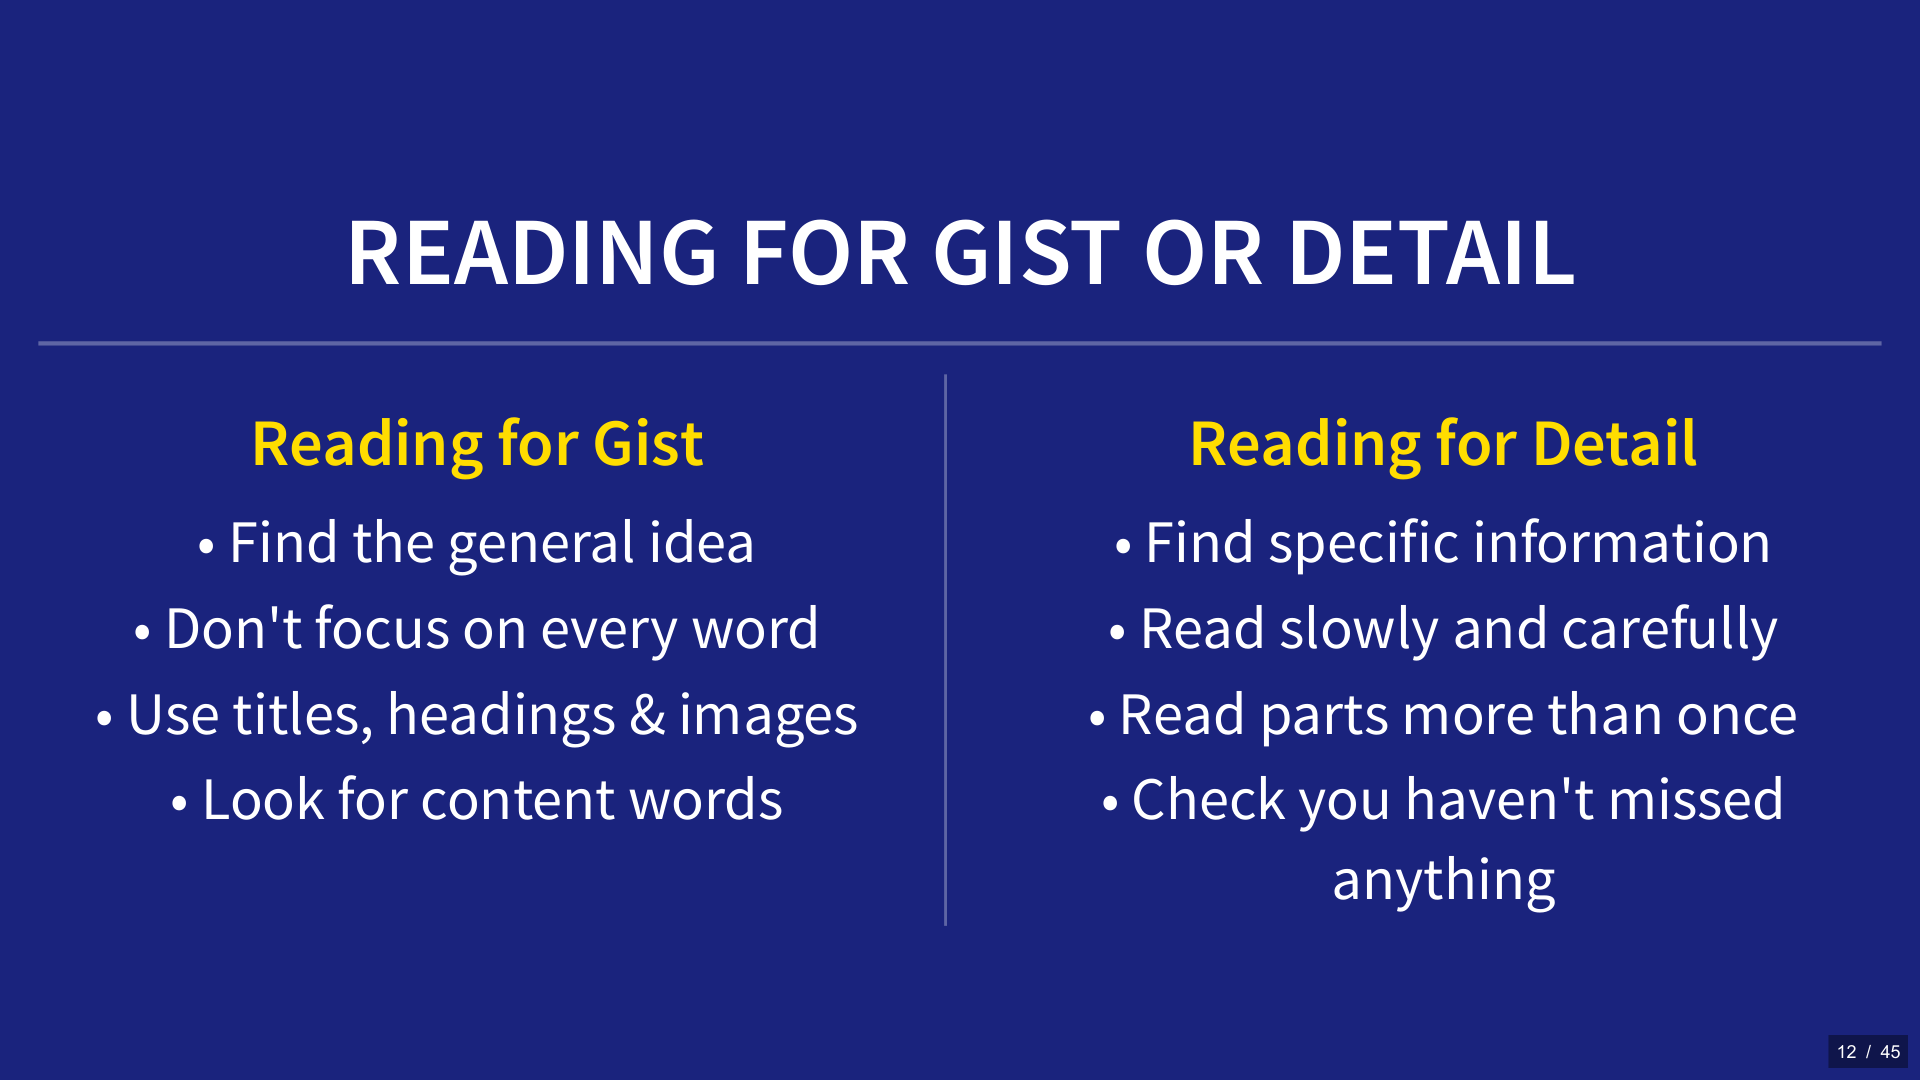 READING FOR GIST OR DETAIL
Reading for Gist
• Find the general idea
• Don't focus on every word
• Use titles, headings & images
• Look for content words
Reading for Detail
• Find specific information
• Read slowly and carefully
• Read parts more than once
• Check you haven't missed
anything
12 / 45